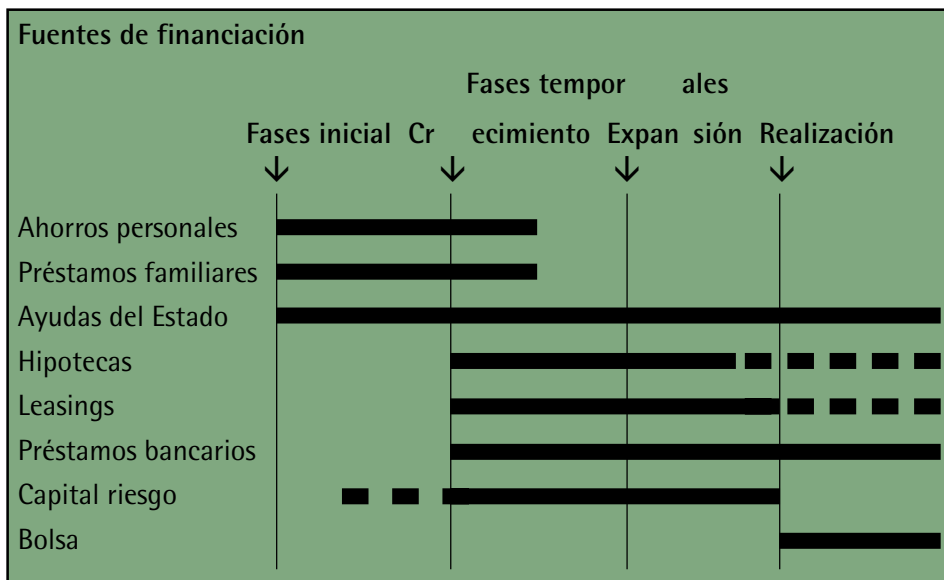 Fuentes de financiación
Fases tempor ales
Fases inicial Cr ecimiento Expan sión Realización
Ahorros personales
Préstamos familiares
Ayudas del Estado
Hipotecas
Leasings
Préstamos bancarios
Capital riesgo
Bolsa